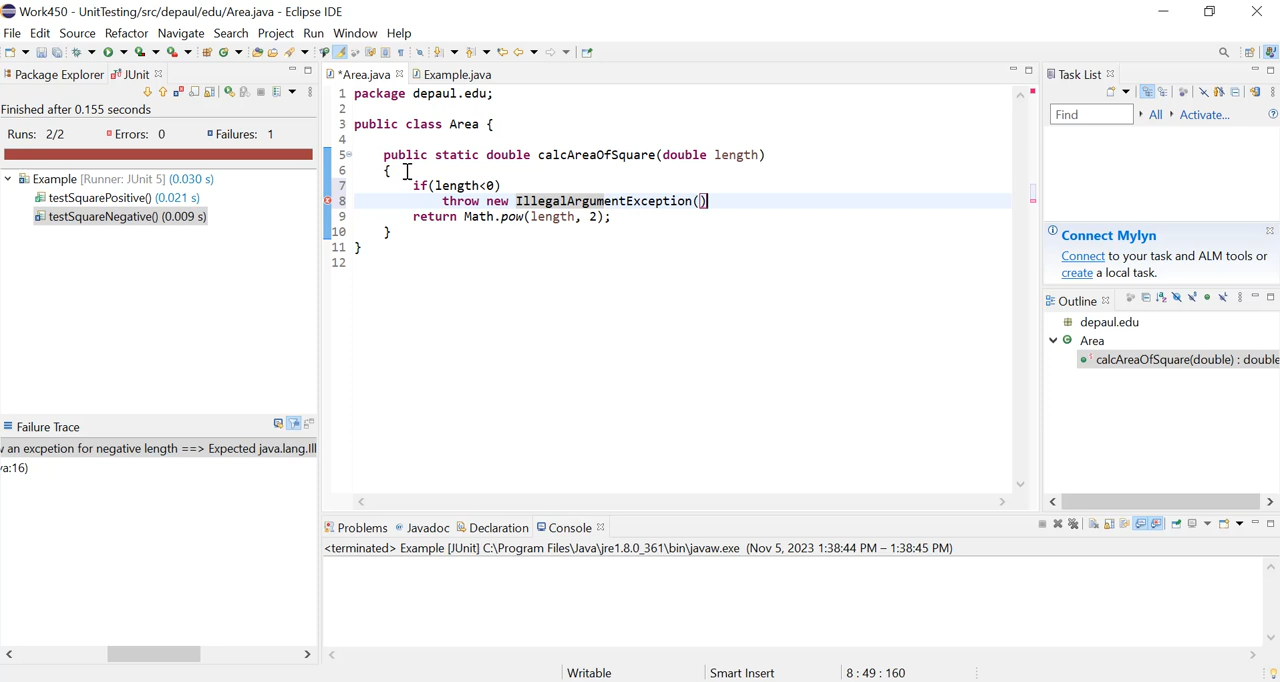 Work450 - UnitTesting/src/depaul/edu/Area.java - Eclipse IDE
File Edit Source Refactor Navigate Search Project Run Window Help
Package Explorer JUnit
Finished after 0.155 seconds
Runs: 2/2 Errors: 0 Failures: 1
Example [Runner: JUnit 5] (0.030 s)
testSquarePositive() (0.021 s)
testSquareNegative() (0.009 s)
Failure Trace
v an excpetion for negative length ==> Expected java.lang.Ill
va:16)
*Area.java Example.java
1 package depaul.edu;
2
3 public class Area {
4
5 public static double calcAreaOfSquare(double length)
6 {
7 if(length<0)
8 throw new IllegalArgumentException()
9 return Math.pow(length, 2);
10 }
11 }
12
Problems Javadoc Declaration Console
<terminated> Example [JUnit] C:\Program Files\Java\jre1.8.0_361\bin\javaw.exe (Nov 5, 2023 1:38:44 PM – 1:38:45 PM)
Task List
Find All Activate...
Connect Mylyn
Connect to your task and ALM tools or
create a local task.
Outline
depaul.edu
Area
calcAreaOfSquare(double) : double
Writable Smart Insert 8 : 49 : 160